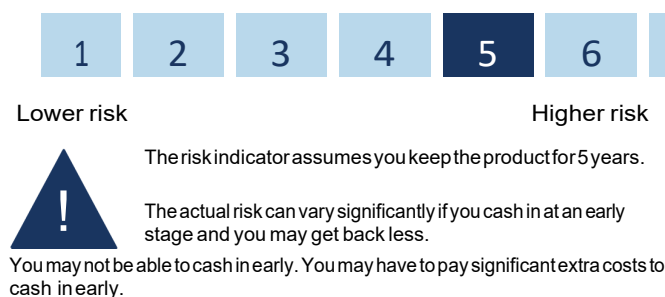 1 2 3 4 5 6
Lower risk Higher risk
!
The risk indicator assumes you keep the product for 5 years.
The actual risk can vary significantly if you cash in at an early
stage and you may get back less.
You may not be able to cash in early. You may have to pay significant extra costs to
cash in early.